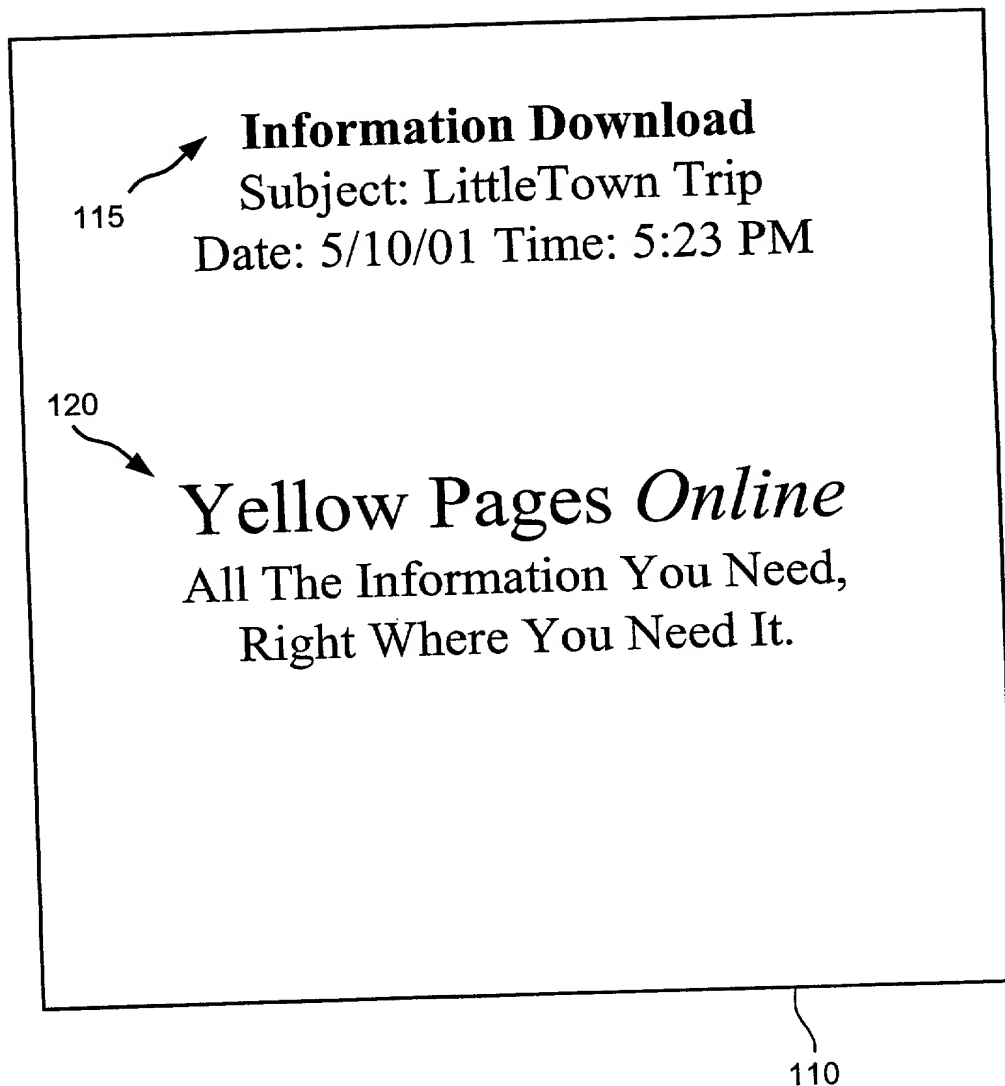 Information Download
Subject: LittleTown Trip
115
Date: 5/10/01 Time: 5:23 PM
120
Yellow Pages Online
All The Information You Need,
Right Where You Need It.
110